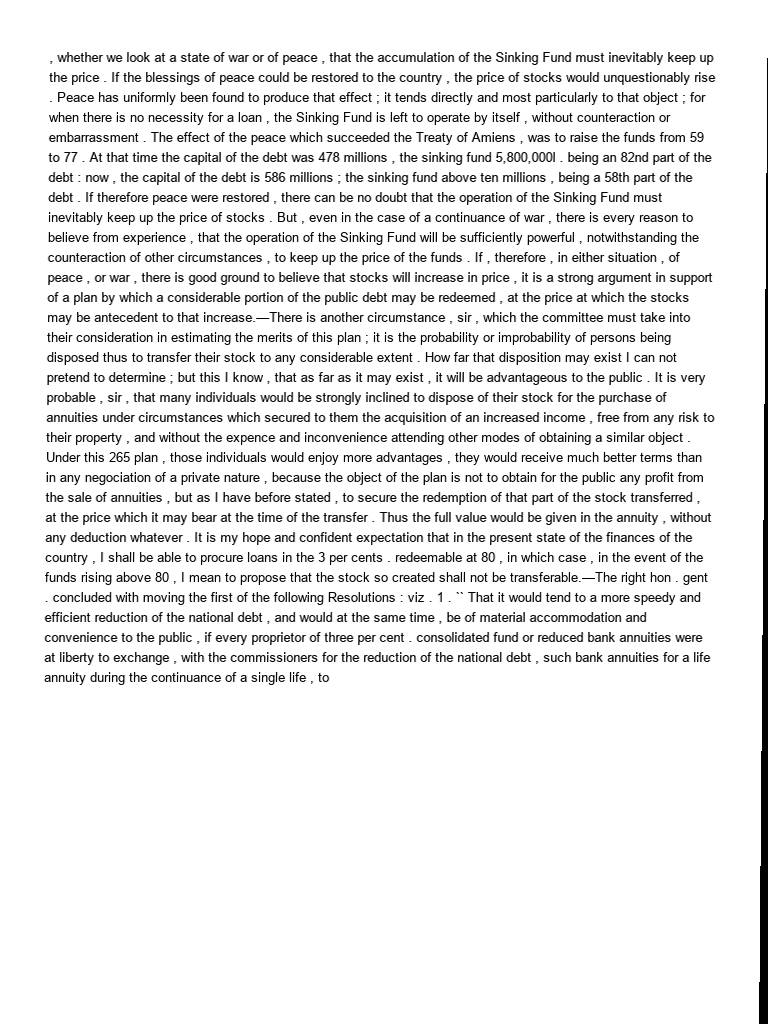 , whether we look at a state of war or of peace , that the accumulation of the Sinking Fund must inevitably keep up
the price . If the blessings of peace could be restored to the country , the price of stocks would unquestionably rise
. Peace has uniformly been found to produce that effect ; it tends directly and most particularly to that object ; for
when there is no necessity for a loan , the Sinking Fund is left to operate by itself , without counteraction or
embarrassment . The effect of the peace which succeeded the Treaty of Amiens , was to raise the funds from 59
to 77 . At that time the capital of the debt was 478 millions , the sinking fund 5,800,000l . being an 82nd part of the
debt : now , the capital of the debt is 586 millions ; the sinking fund above ten millions , being a 58th part of the
debt . If therefore peace were restored , there can be no doubt that the operation of the Sinking Fund must
inevitably keep up the price of stocks . But , even in the case of a continuance of war , there is every reason to
believe from experience , that the operation of the Sinking Fund will be sufficiently powerful , notwithstanding the
counteraction of other circumstances , to keep up the price of the funds . If , therefore , in either situation , of
peace , or war , there is good ground to believe that stocks will increase in price , it is a strong argument in support
of a plan by which a considerable portion of the public debt may be redeemed , at the price at which the stocks
may be antecedent to that increase.—There is another circumstance , sir , which the committee must take into
their consideration in estimating the merits of this plan ; it is the probability or improbability of persons being
disposed thus to transfer their stock to any considerable extent . How far that disposition may exist I can not
pretend to determine ; but this I know , that as far as it may exist , it will be advantageous to the public . It is very
probable , sir , that many individuals would be strongly inclined to dispose of their stock for the purchase of
annuities under circumstances which secured to them the acquisition of an increased income , free from any risk to
their property , and without the expence and inconvenience attending other modes of obtaining a similar object .
Under this 265 plan , those individuals would enjoy more advantages , they would receive much better terms than
in any negociation of a private nature , because the object of the plan is not to obtain for the public any profit from
the sale of annuities , but as I have before stated , to secure the redemption of that part of the stock transferred ,
at the price which it may bear at the time of the transfer . Thus the full value would be given in the annuity , without
any deduction whatever . It is my hope and confident expectation that in the present state of the finances of the
country , I shall be able to procure loans in the 3 per cents . redeemable at 80 , in which case , in the event of the
funds rising above 80 , I mean to propose that the stock so created shall not be transferable.—The right hon . gent
. concluded with moving the first of the following Resolutions : viz . 1 . `` That it would tend to a more speedy and
efficient reduction of the national debt , and would at the same time , be of material accommodation and
convenience to the public , if every proprietor of three per cent . consolidated fund or reduced bank annuities were
at liberty to exchange , with the commissioners for the reduction of the national debt , such bank annuities for a life
annuity during the continuance of a single life , to